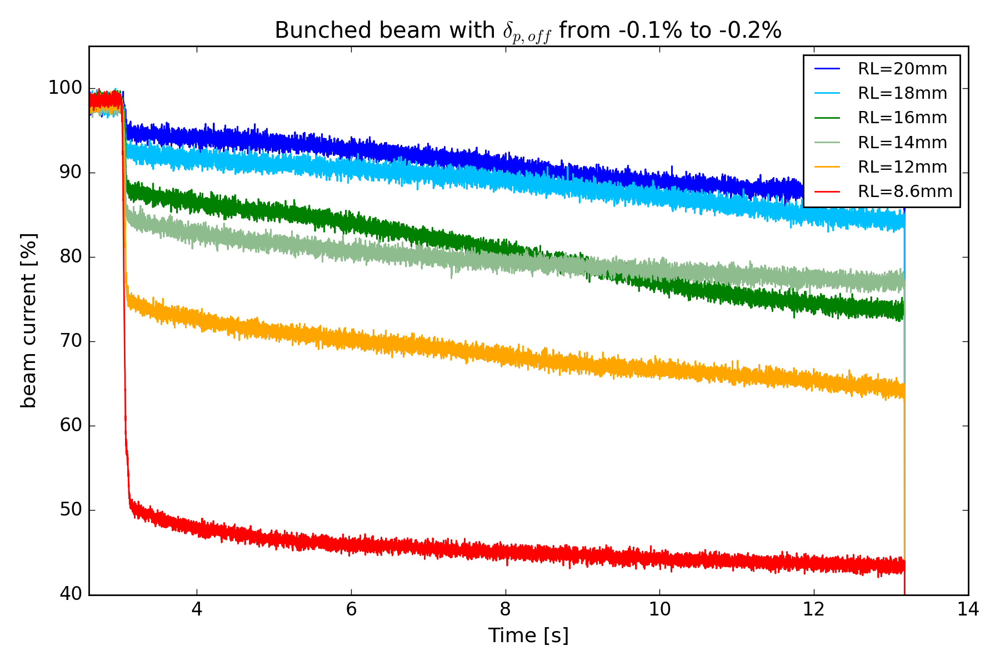 Bunched beam with δp, off from -0.1% to -0.2%
RL=20mm
RL=18mm
RL=16mm
RL=14mm
RL=12mm
RL=8.6mm
100
90
80
70
60
50
40
beam current [%]
4 6 8 10 12 14
Time [s]